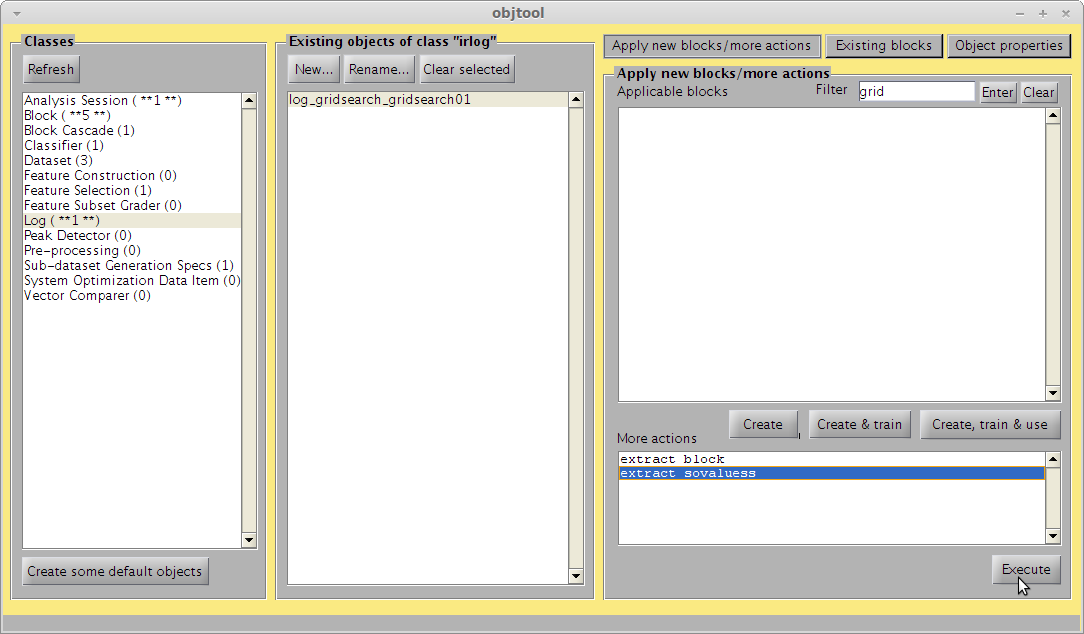 objtool
Classes
Refresh
Analysis Session ( **1 **)
Block ( **5 **)
Block Cascade (1)
Classifier (1)
Dataset (3)
Feature Construction (0)
Feature Selection (1)
Feature Subset Grader (0)
Log ( **1 **)
Peak Detector (0)
Pre-processing (0)
Sub-dataset Generation Specs (1)
System Optimization Data Item (0)
Vector Comparer (0)
Create some default objects
Existing objects of class "irlog"
New... Rename... Clear selected
log_gridsearch_gridsearch01
Apply new blocks/more actions Existing blocks Object properties
Apply new blocks/more actions
Applicable blocks Filter grid Enter Clear
Create Create & train Create, train & use
More actions
extract block
extract sovaluess
Execute